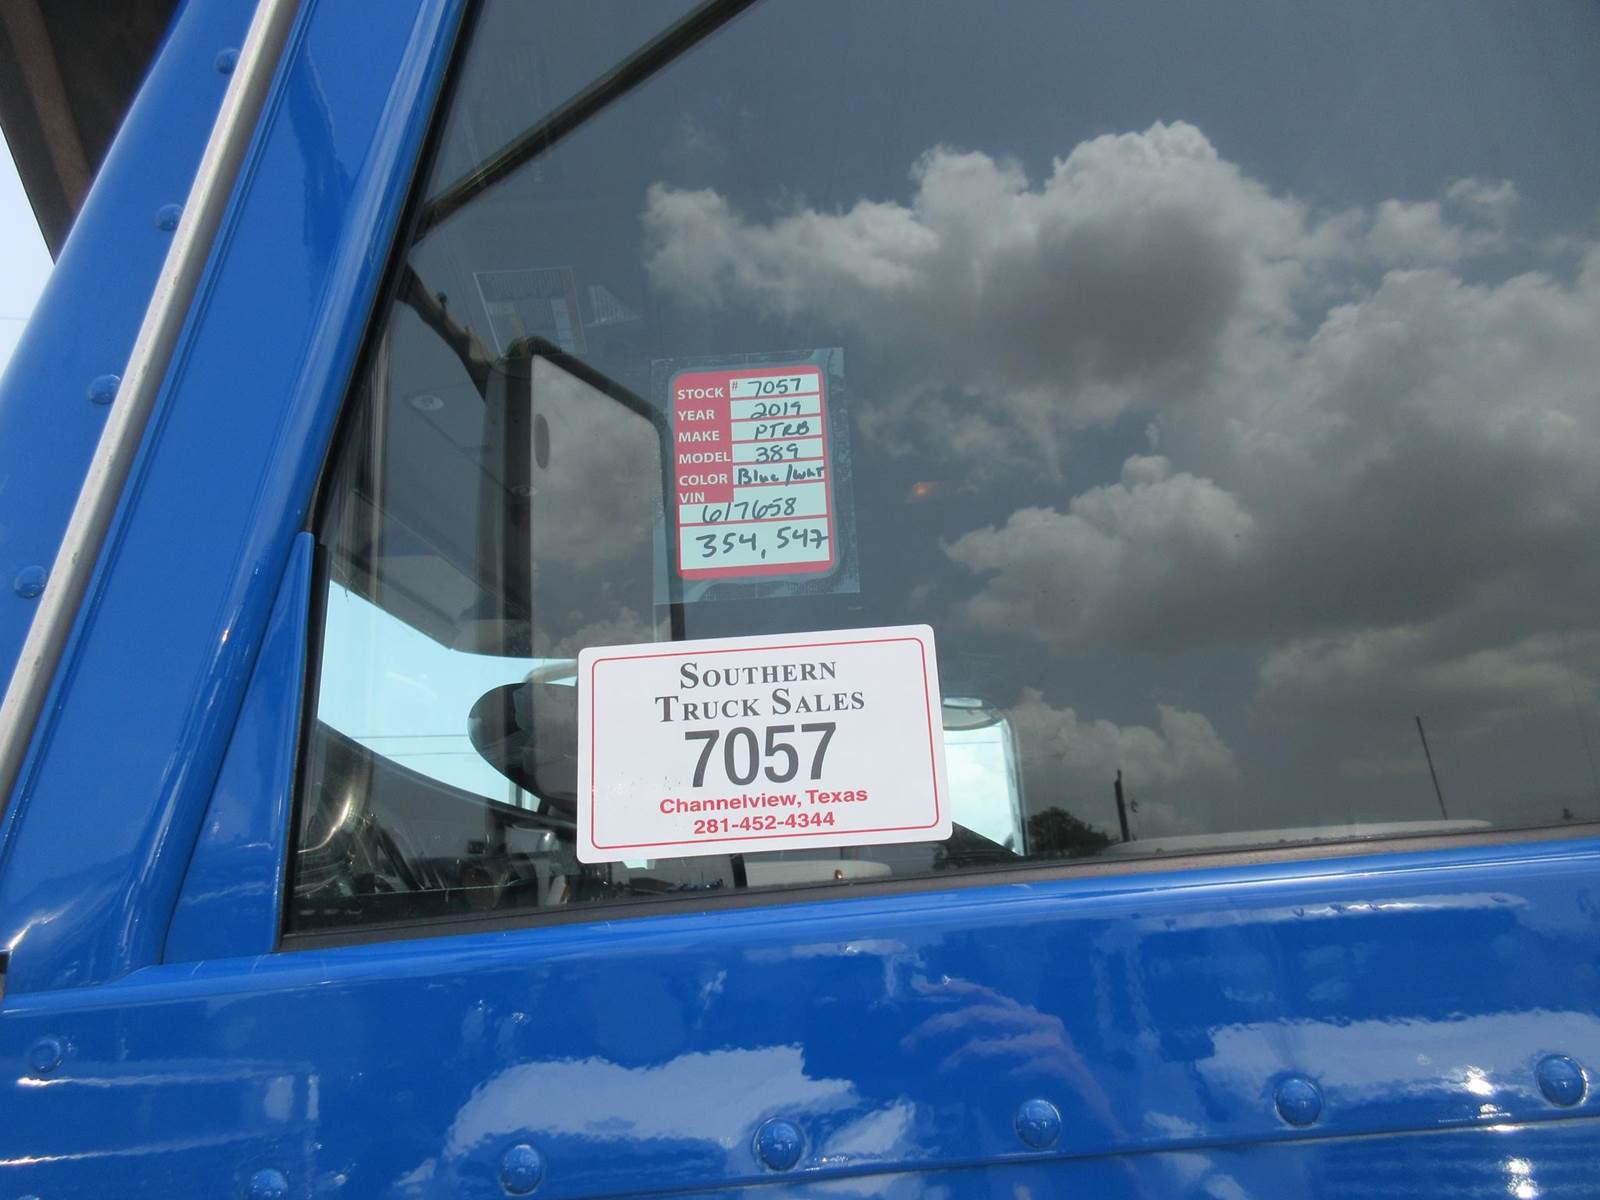 STOCK # 7057
YEAR 2019
MAKE PTRB
MODEL 389
COLOR Blue/WhT
VIN
617658
354,547
SOUTHERN
TRUCK SALES
7057
Channelview, Texas
281-452-4344